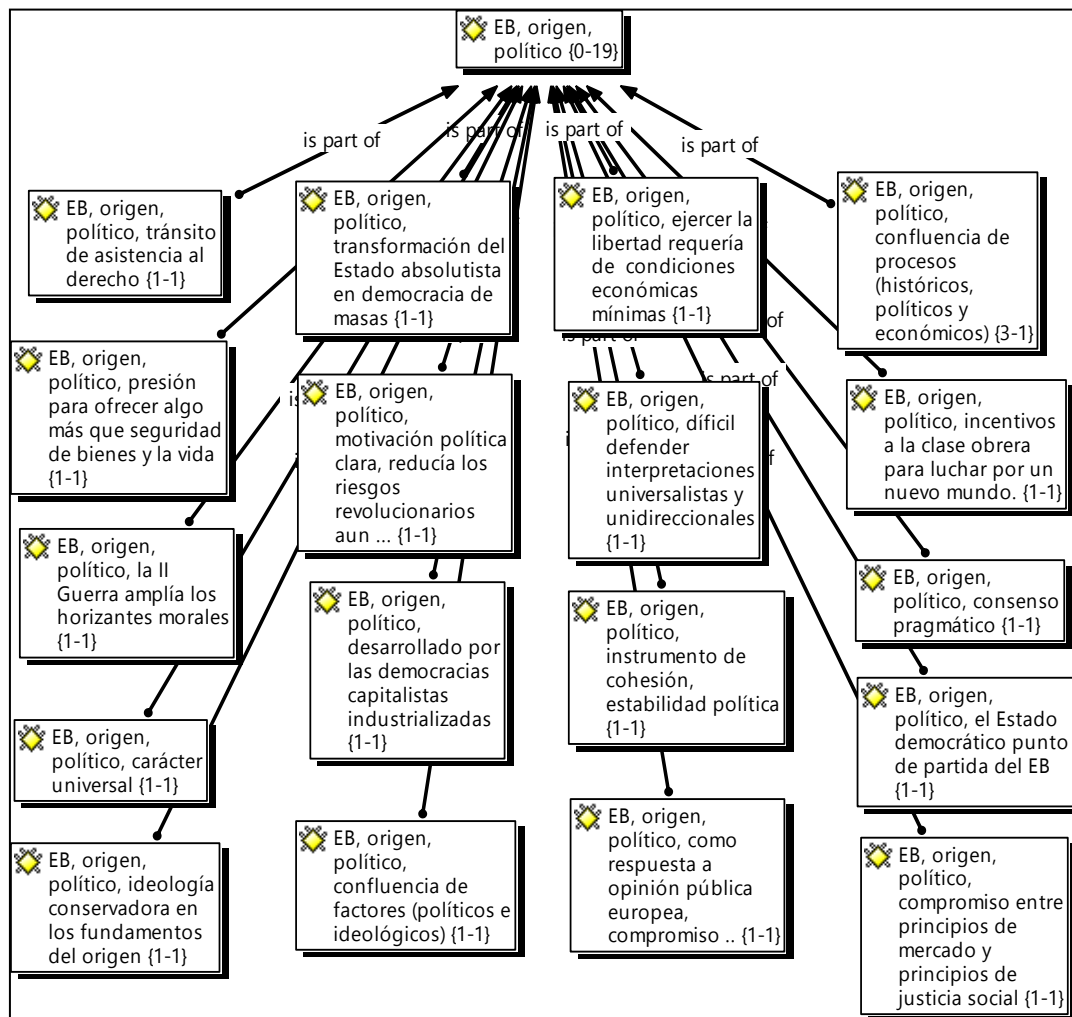 EB, origen,
político {0-19}
is part of
is part of
is part of
is part of
EB, origen,
político, tránsito
de asistencia al
derecho {1-1}
EB, origen,
político,
transformación del
Estado absolutista
en democracia de
masas {1-1}
EB, origen,
político, ejercer la
libertad requería
de condiciones
económicas
mínimas {1-1}
EB, origen,
político,
confluencia de
procesos
(históricos,
políticos y
económicos) {3-1}
is part of
EB, origen,
político, presión
para ofrecer algo
más que seguridad
de bienes y la vida
{1-1}
EB, origen,
político,
motivación política
clara, reducía los
riesgos
revolucionarios
aun ... {1-1}
EB, origen,
político, díficil
defender
interpretaciones
universalistas y
unidireccionales
{1-1}
EB, origen,
político, incentivos
a la clase obrera
para luchar por un
nuevo mundo. {1-1}
EB, origen,
político, la II
Guerra amplía los
horizantes morales
{1-1}
EB, origen,
político,
desarrollado por
las democracias
capitalistas
industrializadas
{1-1}
EB, origen,
político,
instrumento de
cohesión,
estabilidad política
{1-1}
EB, origen,
político, consenso
pragmático {1-1}
EB, origen,
político, carácter
universal {1-1}
EB, origen,
político, el Estado
democrático punto
de partida del EB
{1-1}
EB, origen,
político, ideología
conservadora en
los fundamentos
del origen {1-1}
EB, origen,
político,
confluencia de
factores (políticos e
ideológicos) {1-1}
EB, origen,
político, como
respuesta a
opinión pública
europea,
compromiso .. {1-1}
EB, origen,
político,
compromiso entre
principios de
mercado y
principios de
justicia social {1-1}